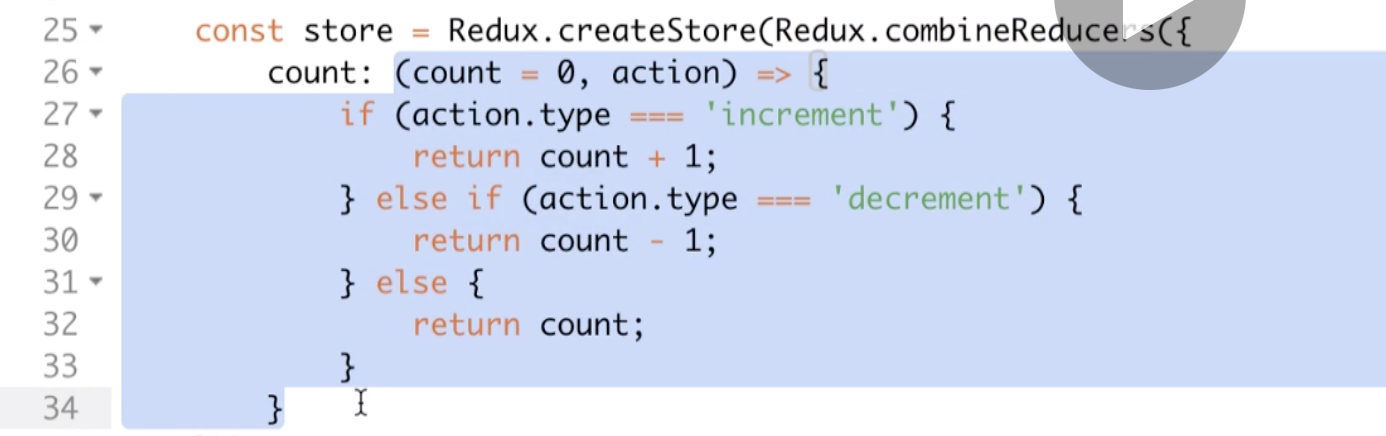 25 const store = Redux.createStore(Redux.combineReducers({
26 count: (count = 0, action) => {
27 if (action.type === 'increment') {
28 return count + 1;
29 } else if (action.type === 'decrement') {
30 return count - 1;
31 } else {
32 return count;
33 }
34 }